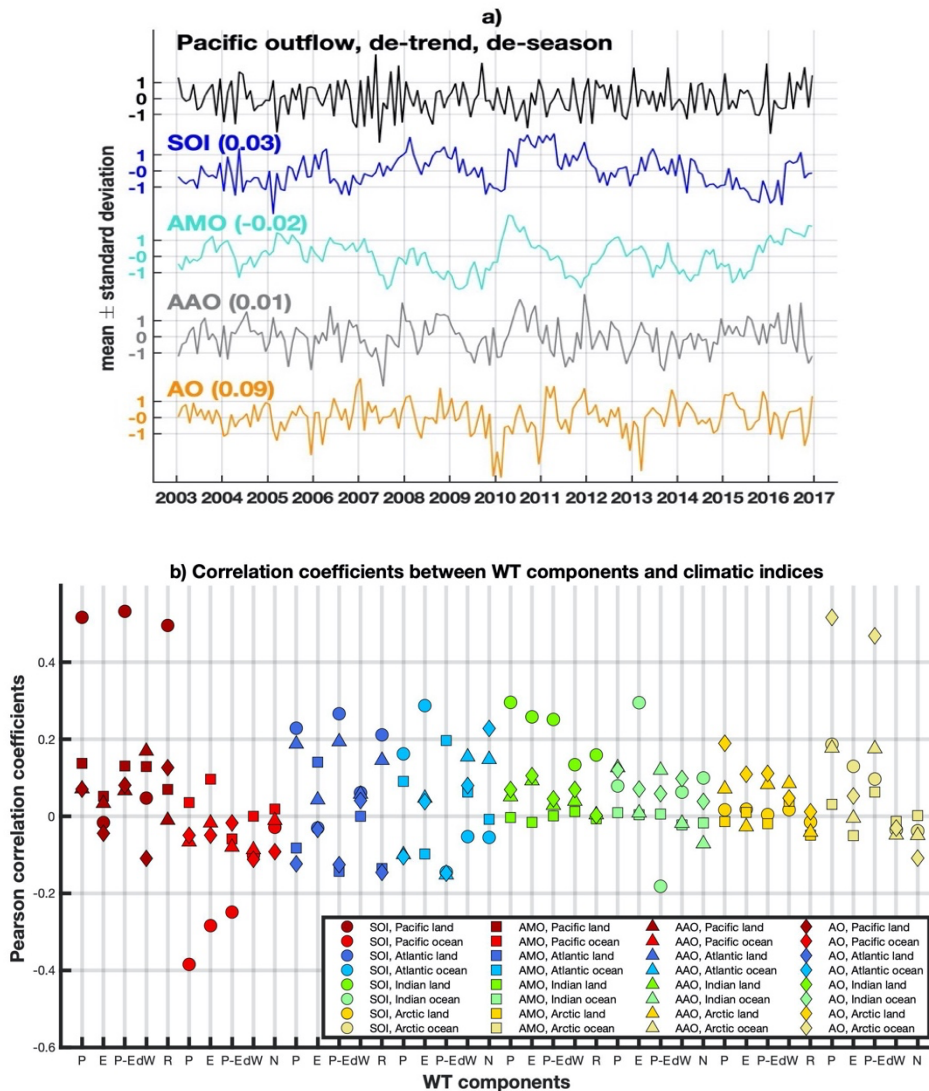 a)
Pacific outflow, de-trend, de-season
1
0
-1
SOI (0.03)
1
-0
-1
AMO (-0.02)
1
-0
-1
AAO (0.01)
1
0
-1
AO (0.09)
1
-0
-1
mean ± standard deviation
2003 2004 2005 2006 2007 2008 2009 2010 2011 2012 2013 2014 2015 2016 2017
b) Correlation coefficients between WT components and climatic indices
Pearson correlation coefficients
0.4
0.2
0
-0.2
-0.4
-0.6
SOI, Pacific land AMO, Pacific land AAO, Pacific land AO, Pacific land
SOI, Pacific ocean AMO, Pacific ocean AAO, Pacific ocean AO, Pacific ocean
SOI, Atlantic land AMO, Atlantic land AAO, Atlantic land AO, Atlantic land
SOI, Atlantic ocean AMO, Atlantic ocean AAO, Atlantic ocean AO, Atlantic ocean
SOI, Indian land AMO, Indian land AAO, Indian land AO, Indian land
SOI, Indian ocean AMO, Indian ocean AAO, Indian ocean AO, Indian ocean
SOI, Arctic land AMO, Arctic land AAO, Arctic land AO, Arctic land
SOI, Arctic ocean AMO, Arctic ocean AAO, Arctic ocean AO, Arctic ocean
P E P-E dW R P E P-E dW N P E P-E dW R P E P-E dW N P E P-E dW R P E P-E dW N P E P-E dW R P E P-E dW N
WT components